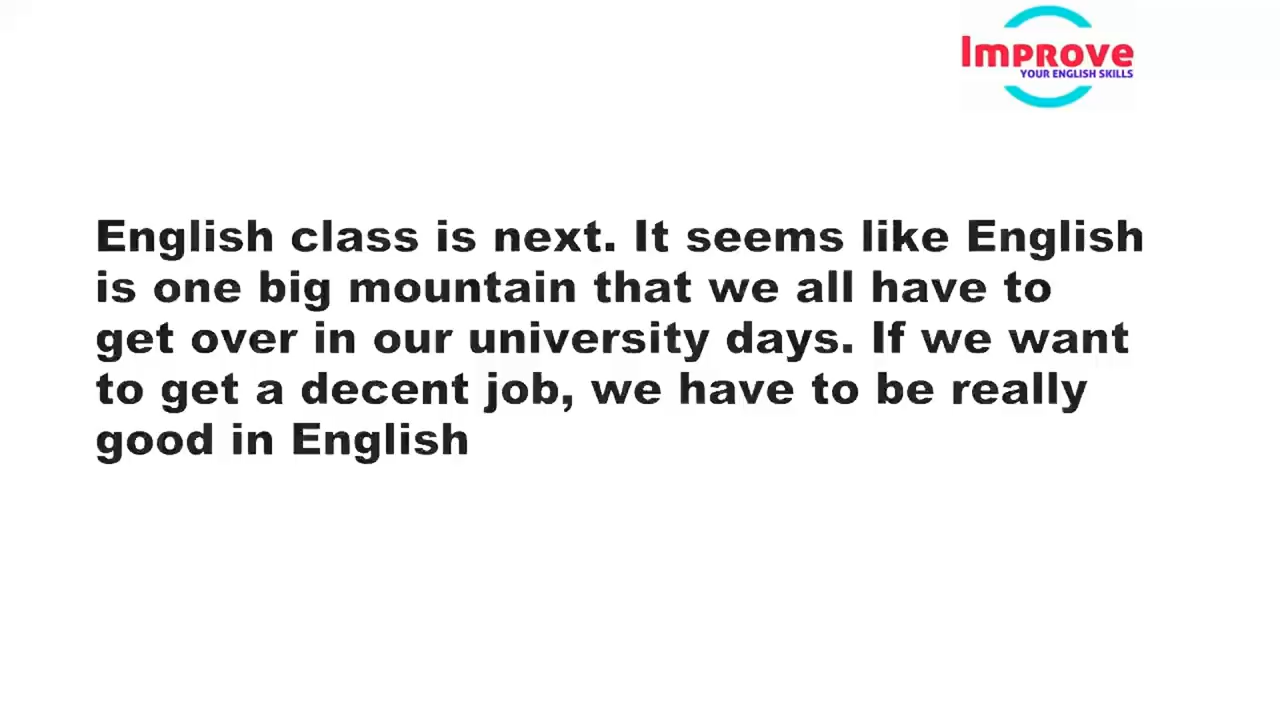 Improve
YOUR ENGLISH SKILLS
English class is next. It seems like English
is one big mountain that we all have to
get over in our university days. If we want
to get a decent job, we have to be really
good in English